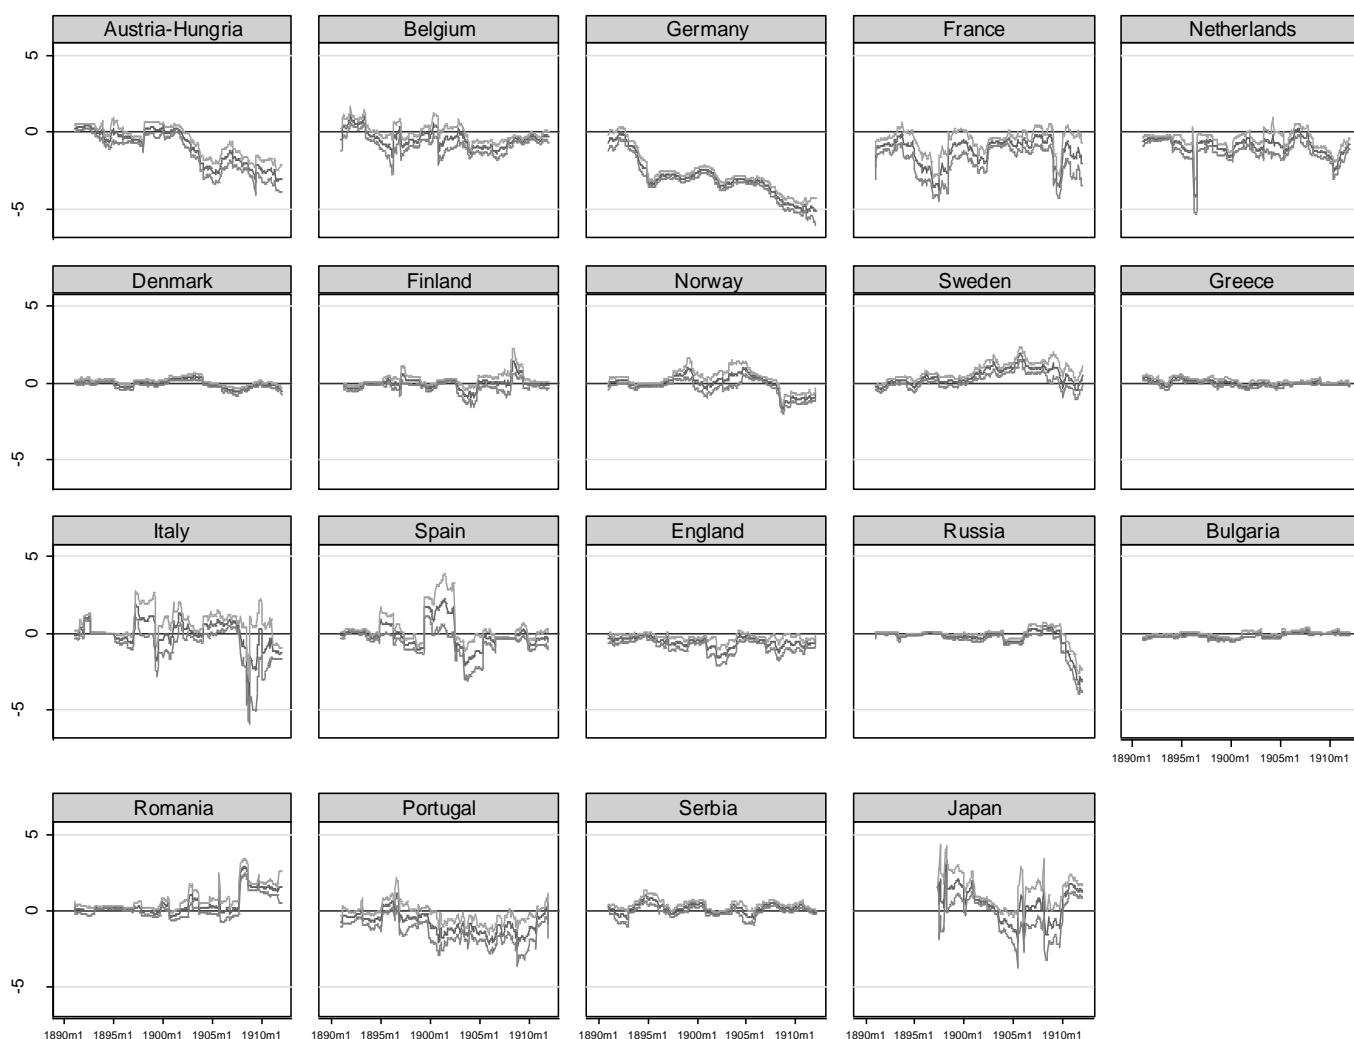 Austria-Hungria Belgium Germany France Netherlands
5
0
-5
Denmark Finland Norway Sweden Greece
5
0
-5
Italy Spain England Russia Bulgaria
5
0
-5
1890m1 1895m1 1900m1 1905m1 1910m1
Romania Portugal Serbia Japan
5
0
-5
1890m1 1895m1 1900m1 1905m1 1910m1 1890m1 1895m1 1900m1 1905m1 1910m1 1890m1 1895m1 1900m1 1905m1 1910m1 1890m1 1895m1 1900m1 1905m1 1910m1